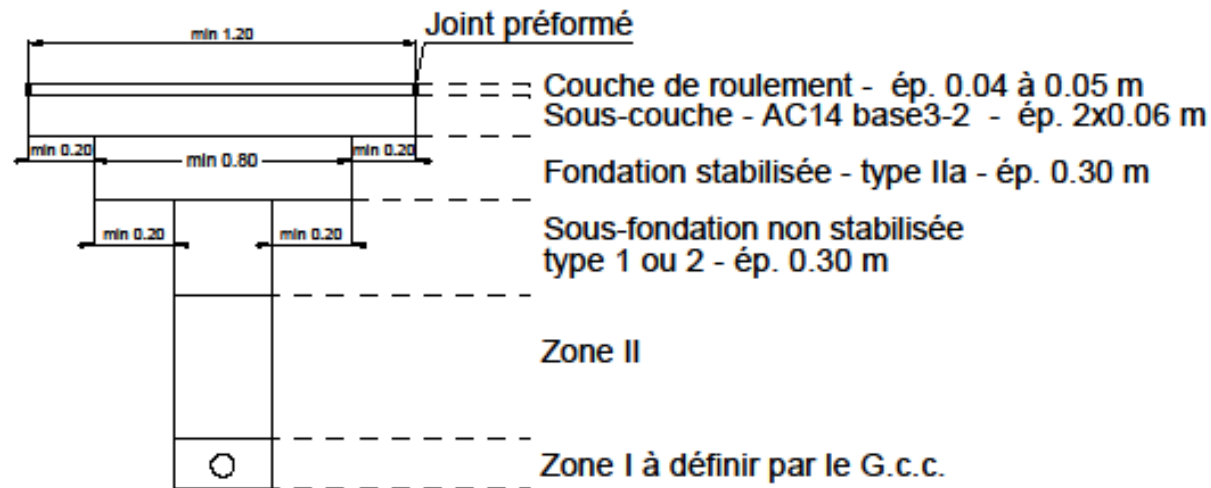 min 1.20
Joint préformé
Couche de roulement - ép. 0.04 à 0.05 m
Sous-couche - AC14 base3-2 - ép. 2x0.06 m
min 0.20
min 0.80
min 0.20
Fondation stabilisée - type IIa - ép. 0.30 m
min 0.20
min 0.20
Sous-fondation non stabilisée
type 1 ou 2 - ép. 0.30 m
Zone II
Zone I à définir par le G.c.c.